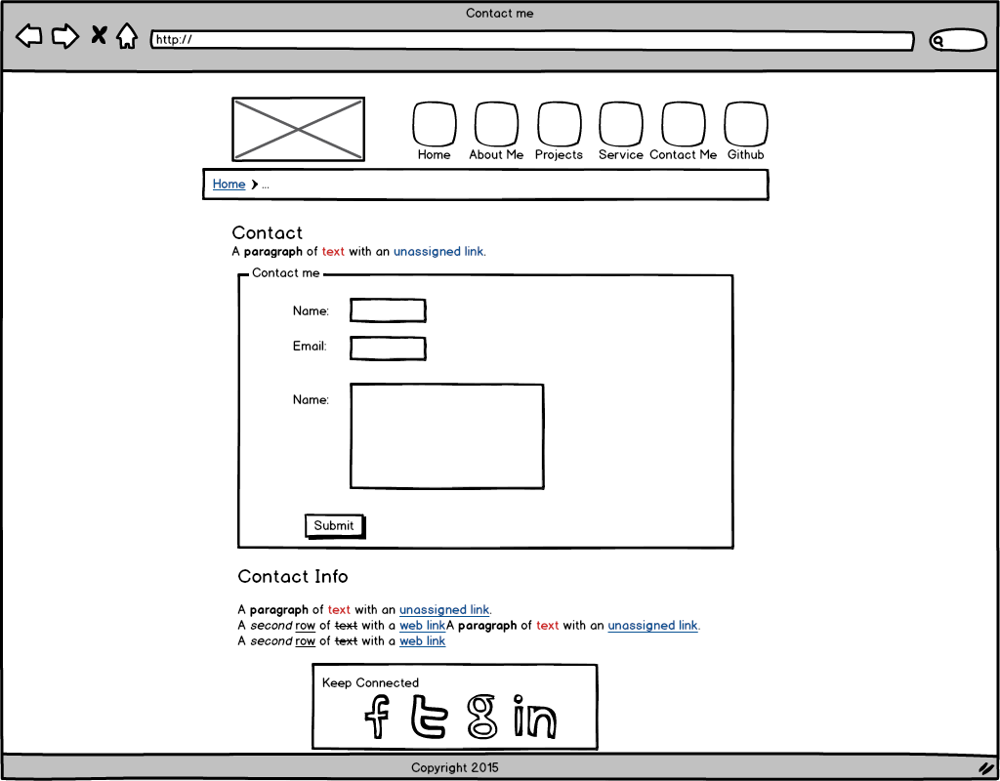 Contact me
http://
Home About Me Projects Service Contact Me Github
Home ...
Contact
A paragraph of text with an unassigned link.
Contact me
Name:
Email:
Name:
Submit
Contact Info
A paragraph of text with an unassigned link.
A second row of text with a web linkA paragraph of text with an unassigned link.
A second row of text with a web link
Keep Connected
f t g in
Copyright 2015